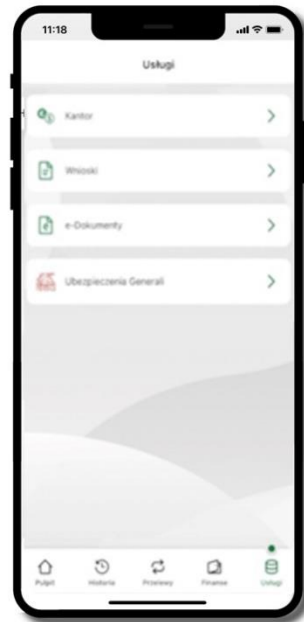 11:18
Usługi
Kantor
Wnioski
e-Dokumenty
Ubezpieczenia Generali
Pulpit Historia Przelewy Finanse Usługi